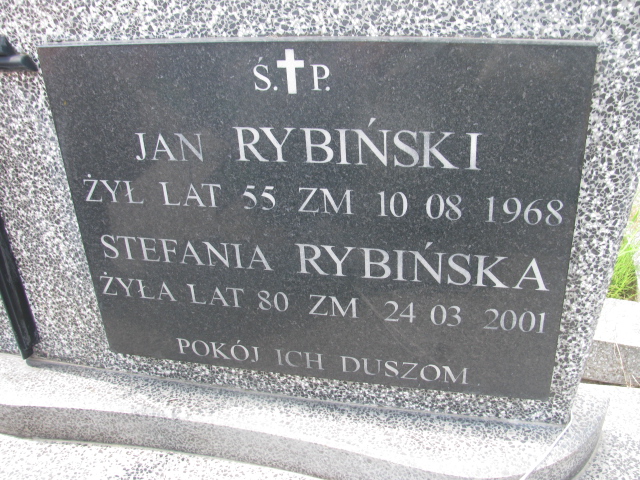 Ś.✝P.
JAN RYBIŃSKI
ŻYŁ LAT 55 ZM 10 08 1968
STEFANIA RYBIŃSKA
ŻYŁA LAT 80 ZM 24 03 2001
POKÓJ ICH DUSZOM